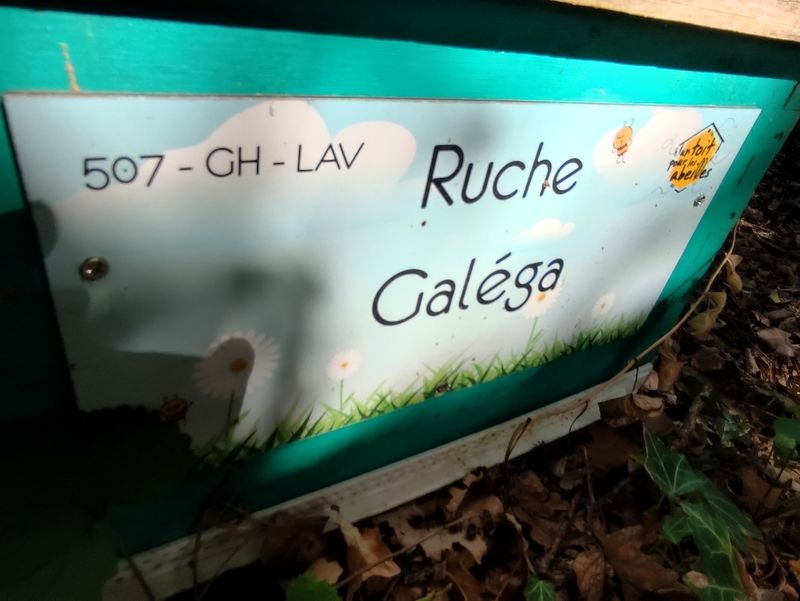 507 - GH - LAV
Ruche
Galéga
Un toit
pour les
abeilles